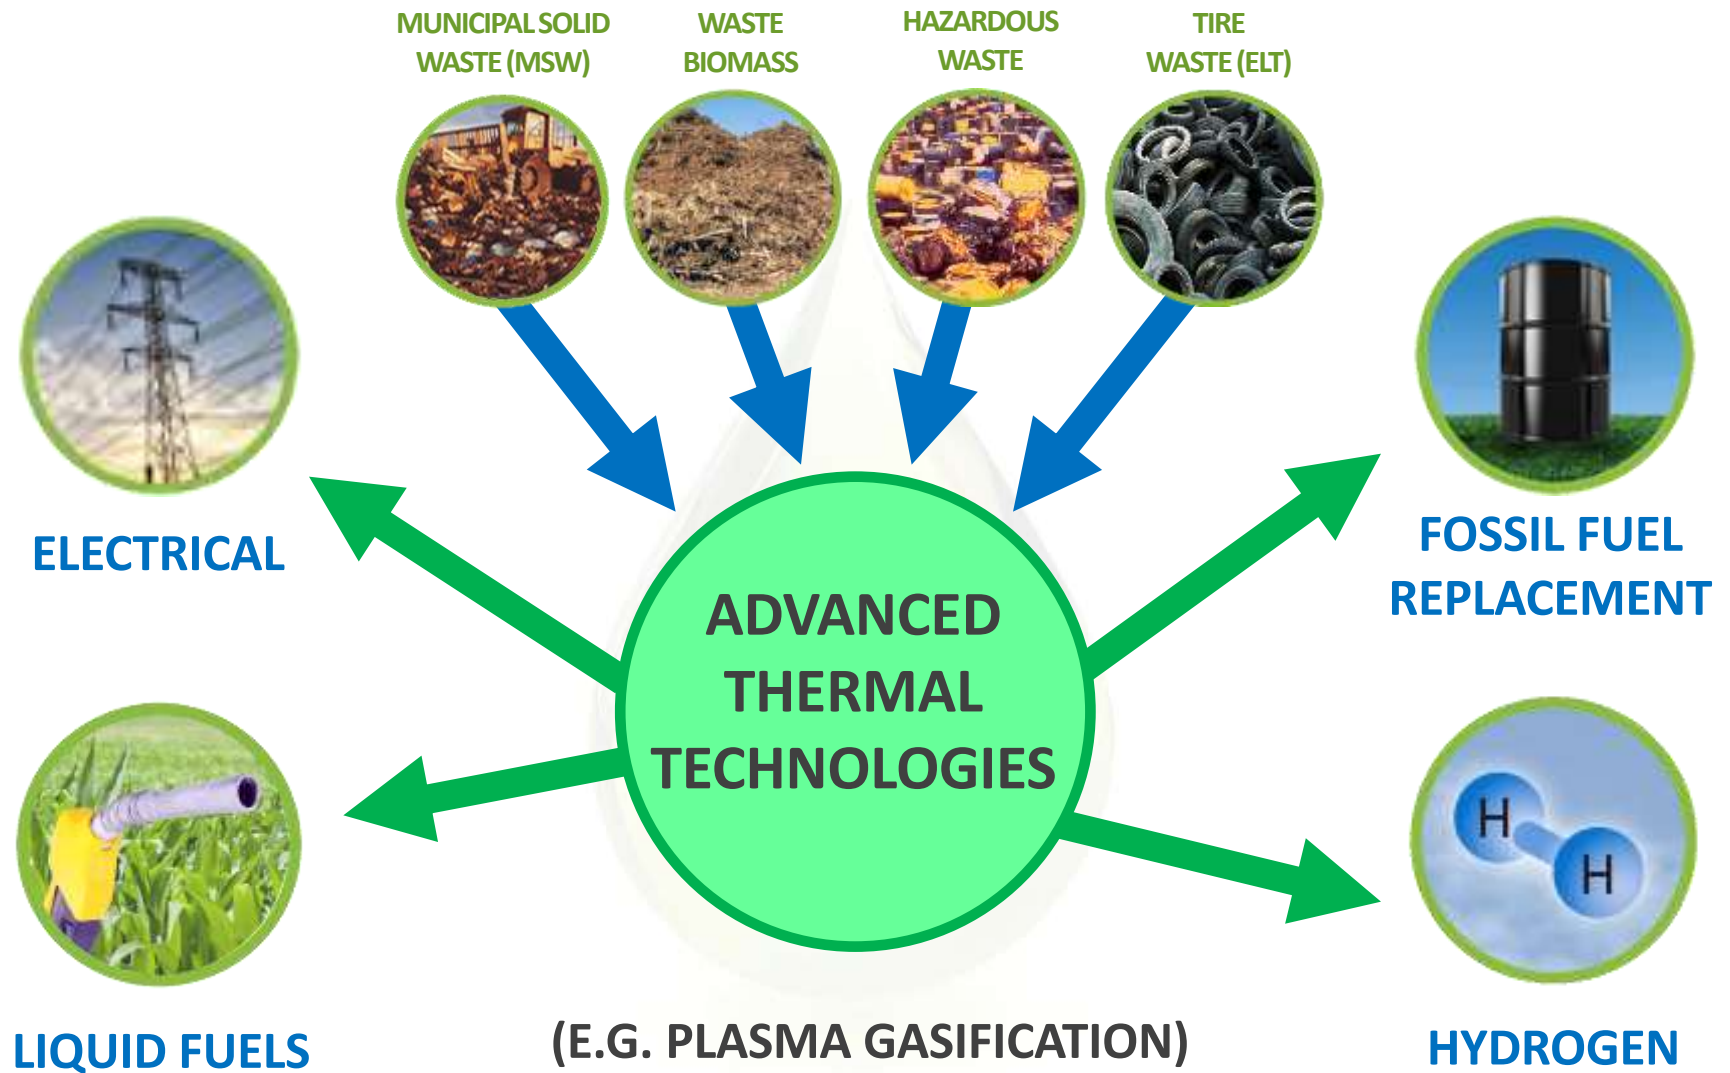 MUNICIPAL SOLID
WASTE (MSW)
WASTE
BIOMASS
HAZARDOUS
WASTE
TIRE
WASTE (ELT)
ELECTRICAL
FOSSIL FUEL
REPLACEMENT
ADVANCED
THERMAL
TECHNOLOGIES
H
H
LIQUID FUELS
(E.G. PLASMA GASIFICATION)
HYDROGEN